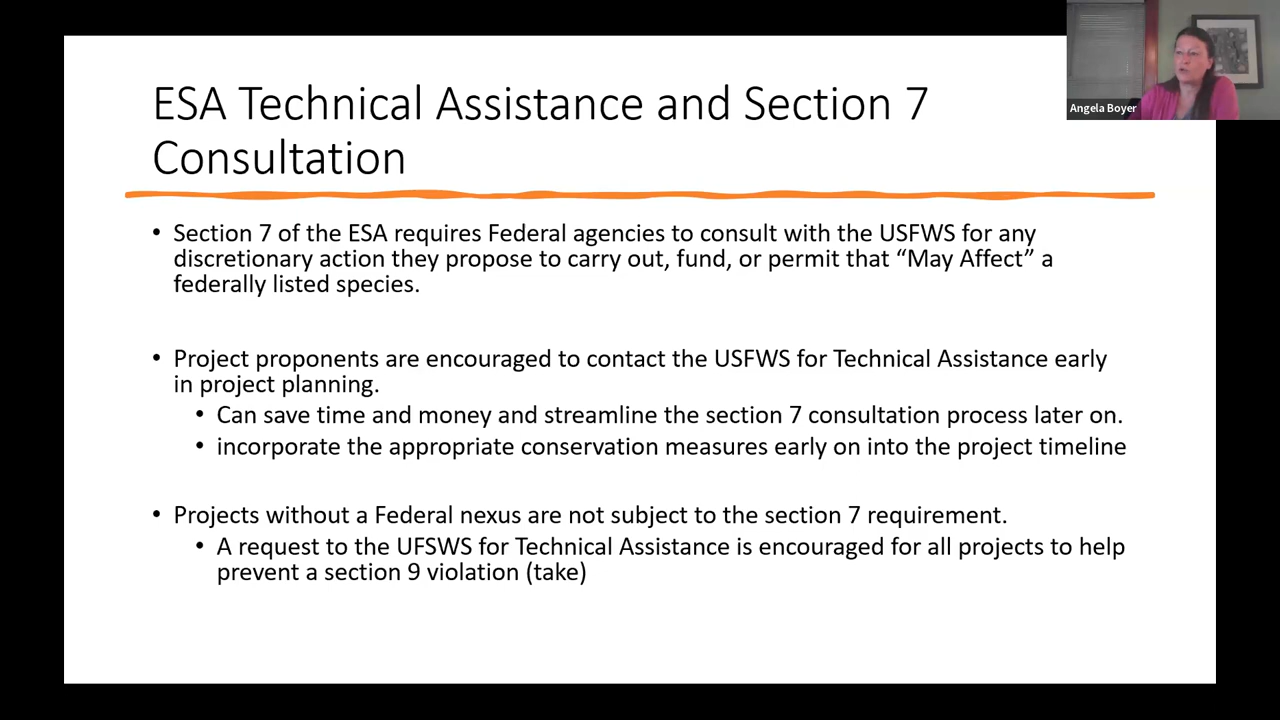 ESA Technical Assistance and Section 7
Consultation
Angela Boyer
• Section 7 of the ESA requires Federal agencies to consult with the USFWS for any
discretionary action they propose to carry out, fund, or permit that “May Affect” a
federally listed species.
• Project proponents are encouraged to contact the USFWS for Technical Assistance early
in project planning.
• Can save time and money and streamline the section 7 consultation process later on.
• incorporate the appropriate conservation measures early on into the project timeline
• Projects without a Federal nexus are not subject to the section 7 requirement.
• A request to the UFSWS for Technical Assistance is encouraged for all projects to help
prevent a section 9 violation (take)